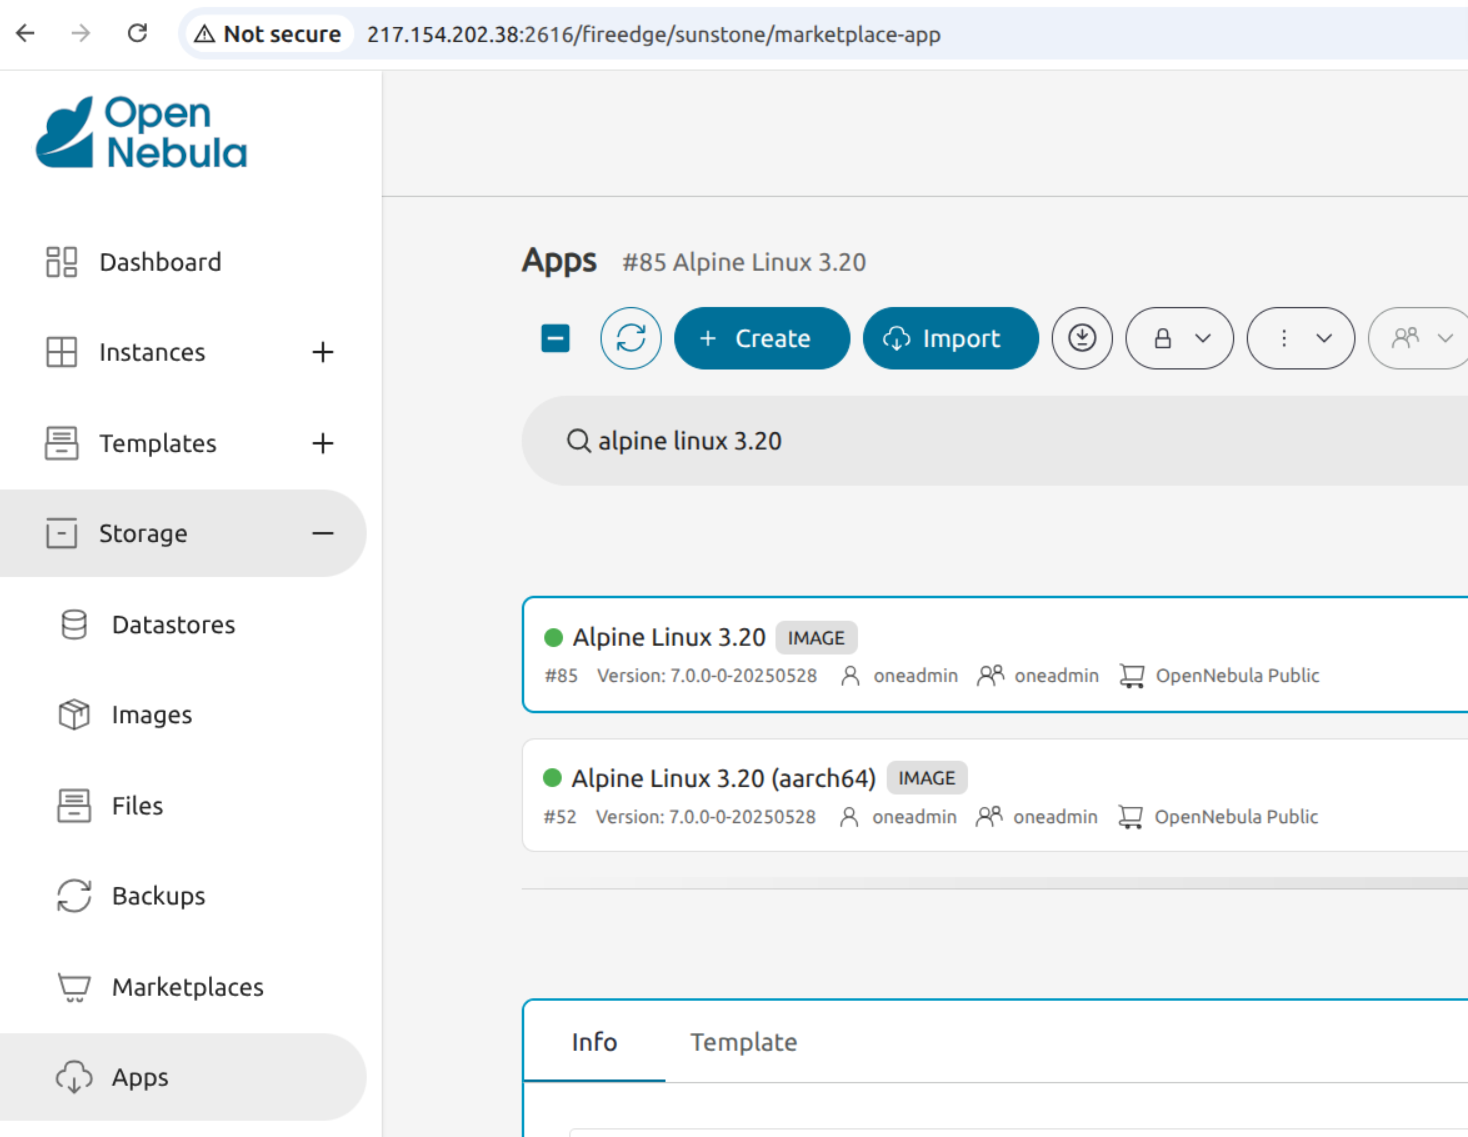 Not secure 217.154.202.38:2616/fireedge/sunstone/marketplace-app
Open
Nebula
Dashboard
Instances
Templates
Storage
Datastores
Images
Files
Backups
Marketplaces
Apps
Apps #85 Alpine Linux 3.20
+ Create Import
alpine linux 3.20
Alpine Linux 3.20 IMAGE
#85 Version: 7.0.0-0-20250528 oneadmin oneadmin OpenNebula Public
Alpine Linux 3.20 (aarch64) IMAGE
#52 Version: 7.0.0-0-20250528 oneadmin oneadmin OpenNebula Public
Info Template